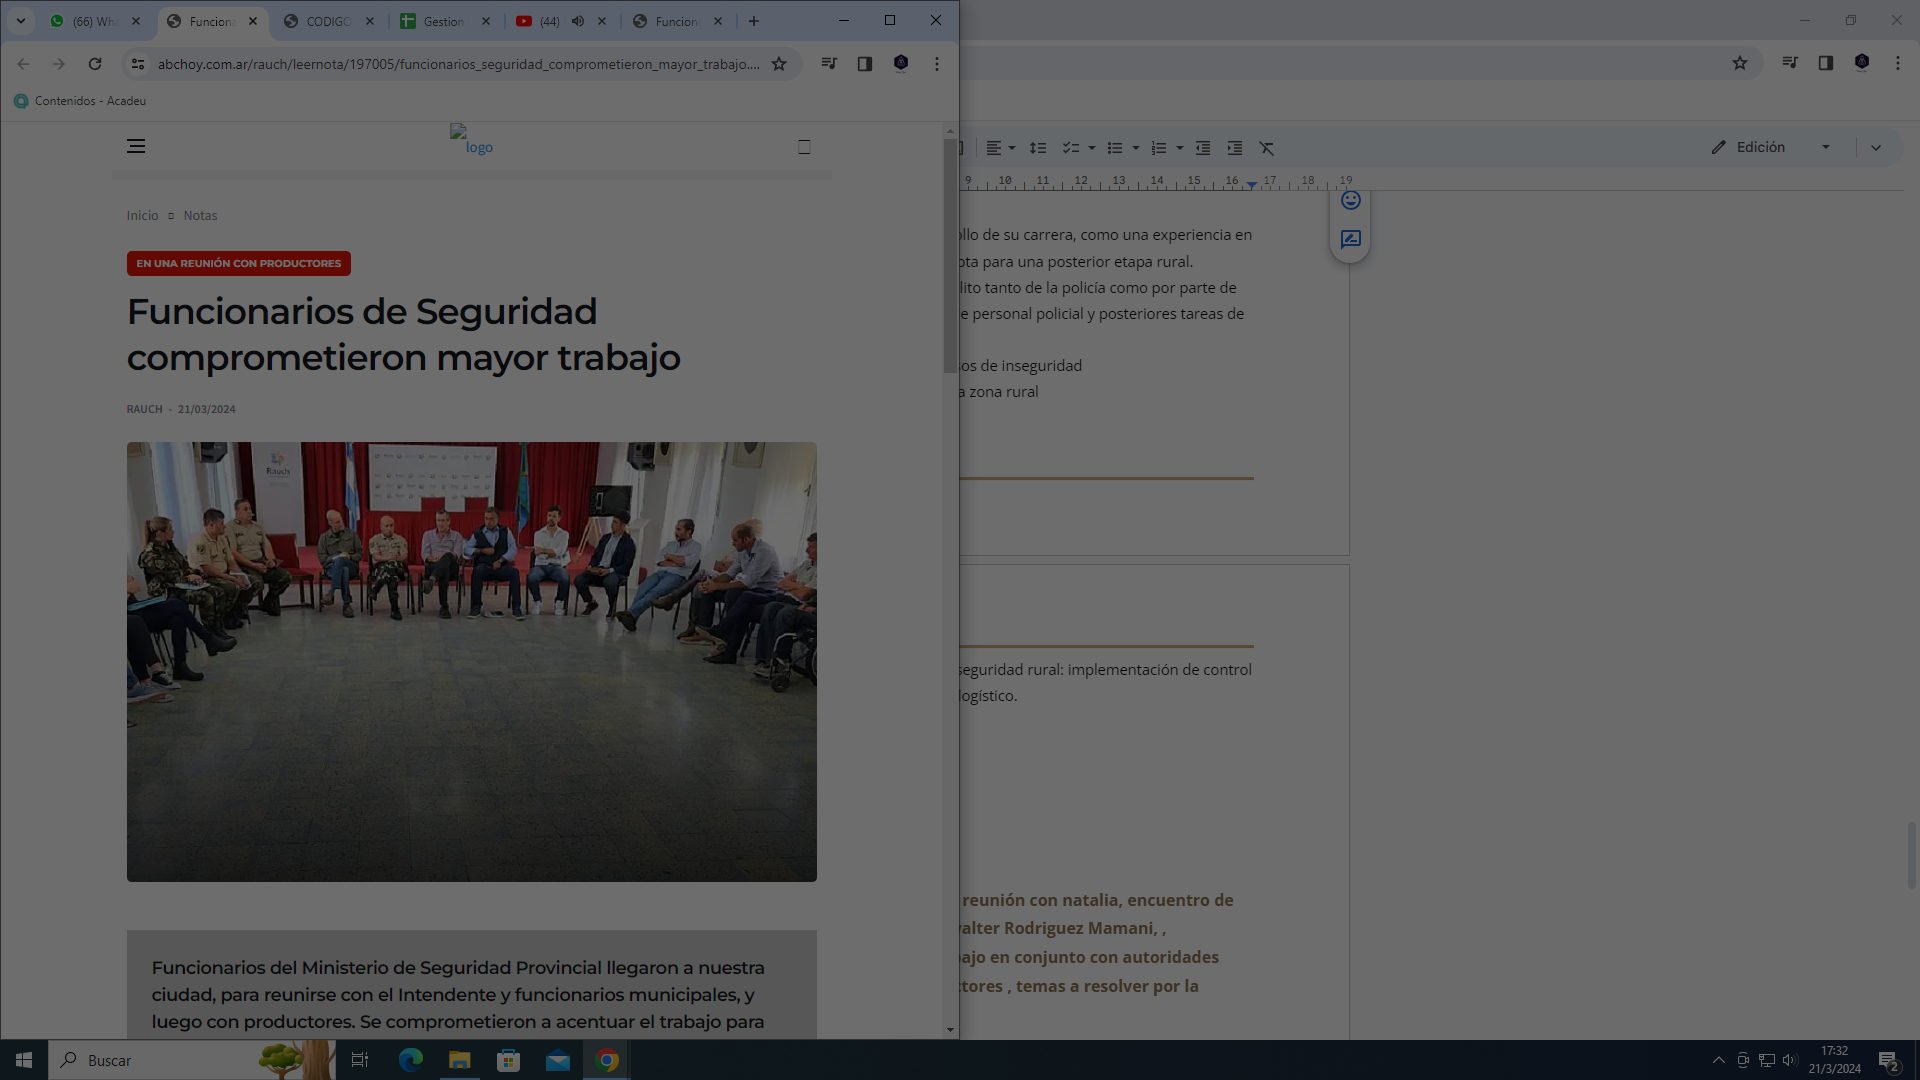 (66) Wh
Funcion
CODIGO
Gestion
(44)
Funcion
abchoy.com.ar/rauch/leernota/197005/funcionarios_seguridad_comprometieron_mayor_trabajo....
Contenidos - Acadeu
logo
Inicio
Notas
EN UNA REUNIÓN CON PRODUCTORES
Funcionarios de Seguridad
comprometieron mayor trabajo
RAUCH - 21/03/2024
Rauch
Funcionarios del Ministerio de Seguridad Provincial llegaron a nuestra
ciudad, para reunirse con el Intendente y funcionarios municipales, y
luego con productores. Se comprometieron a acentuar el trabajo para
Edición
9 10 11 12 13 14 15 16 17 18 19
ollo de su carrera, como una experiencia en
ota para una posterior etapa rural.
lito tanto de la policía como por parte de
e personal policial y posteriores tareas de
sos de inseguridad
a zona rural
seguridad rural: implementación de control
logístico.
reunión con natalia, encuentro de
valter Rodriguez Mamani, ,
bajo en conjunto con autoridades
ctores , temas a resolver por la
Buscar
17:32
21/3/2024
2